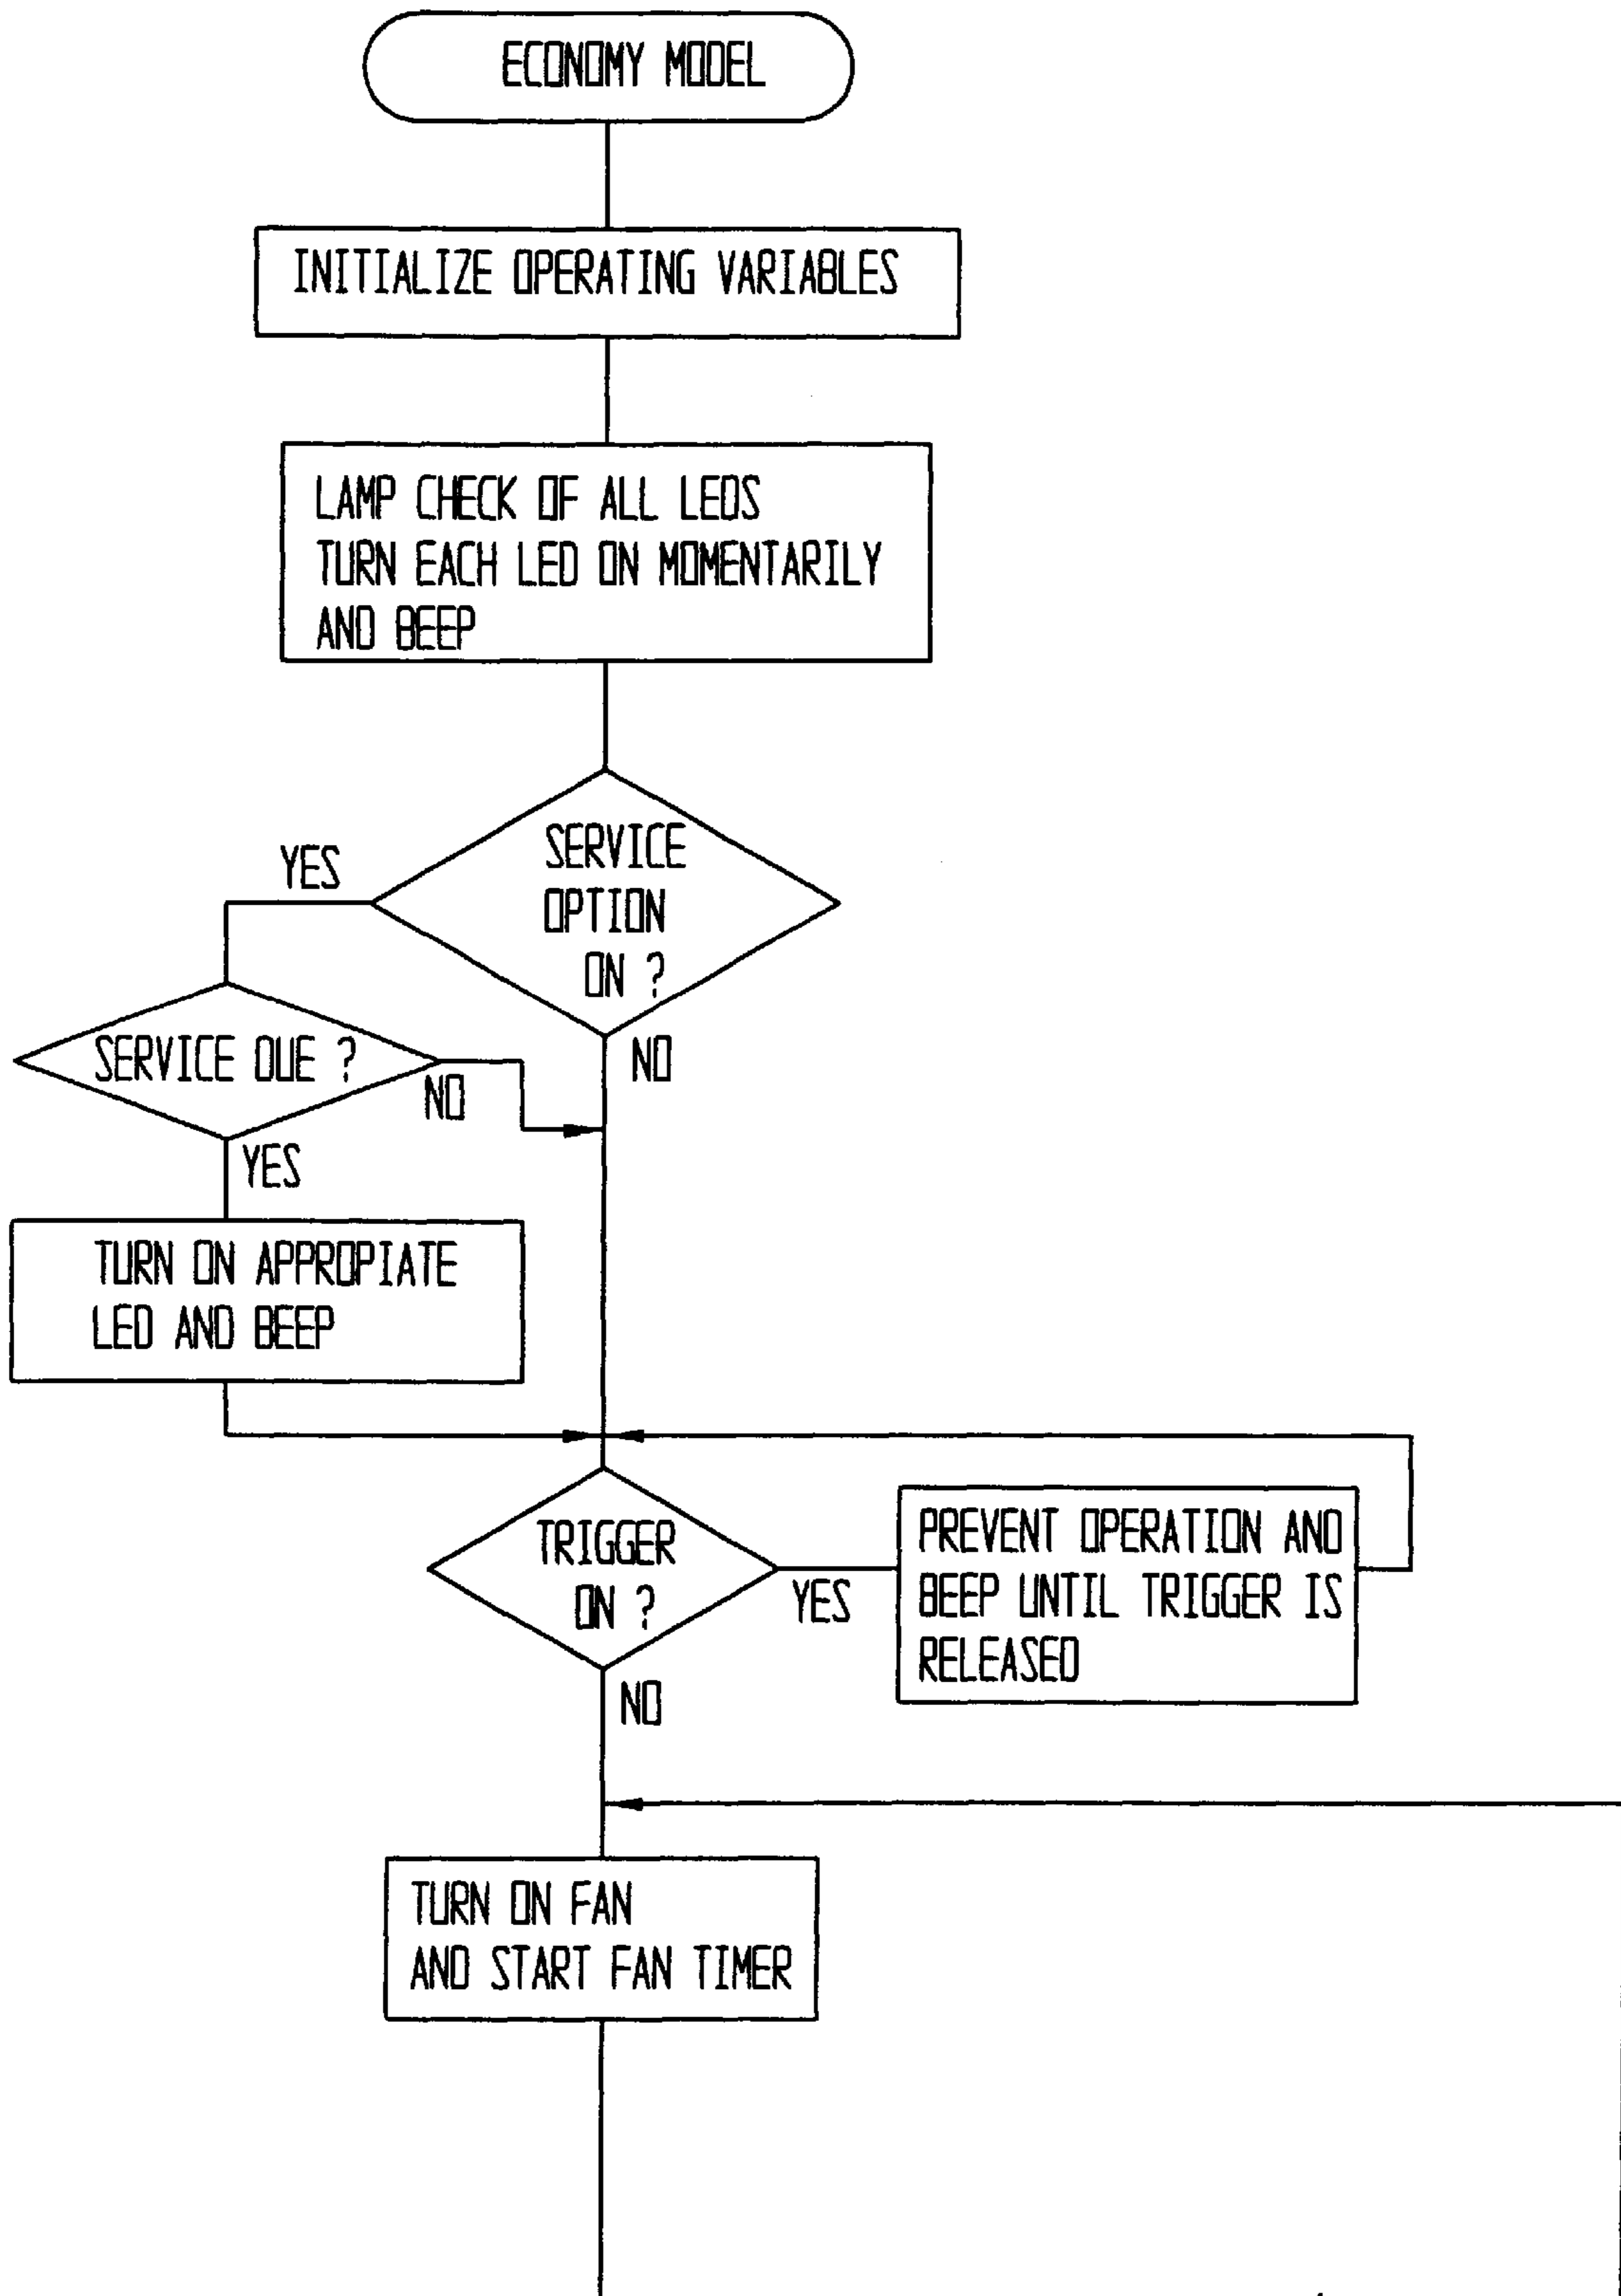 ECONOMY MODEL
INITIALIZE OPERATING VARIABLES
LAMP CHECK OF ALL LEDS
TURN EACH LED ON MOMENTARILY
AND BEEP
SERVICE
OPTION
ON ?
YES
NO
SERVICE DUE ?
NO
YES
TURN ON APPROPIATE
LED AND BEEP
TRIGGER
ON ?
YES
PREVENT OPERATION AND
BEEP UNTIL TRIGGER IS
RELEASED
NO
TURN ON FAN
AND START FAN TIMER